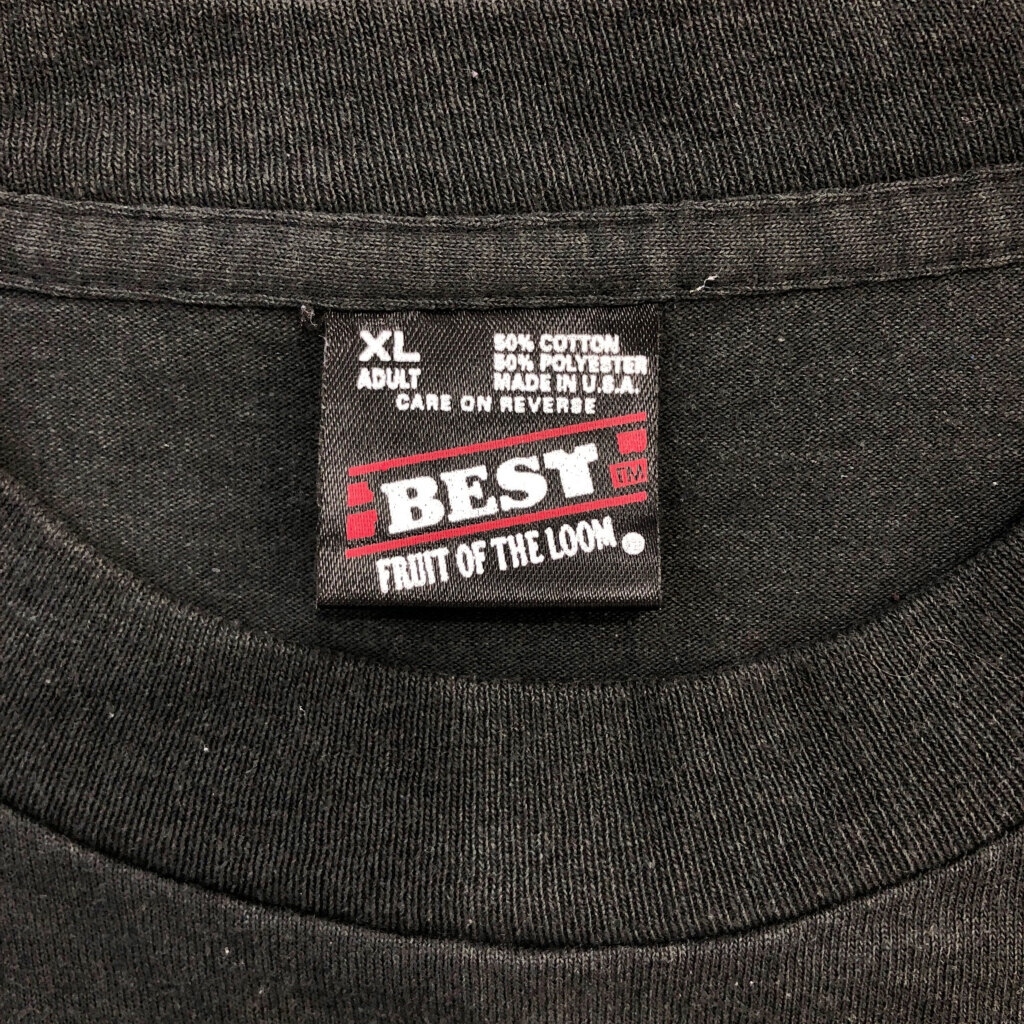 XL
ADULT
50% COTTON
50% POLYESTER
MADE IN U.S.A.
CARE ON REVERSE
BEST
TM
FRUIT OF THE LOOM